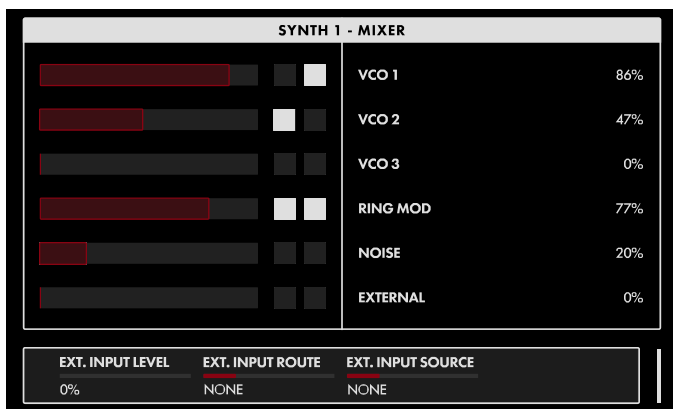 SYNTH 1 - MIXER
VCO 1 86%
VCO 2 47%
VCO 3 0%
RING MOD 77%
NOISE 20%
EXTERNAL 0%
EXT. INPUT LEVEL EXT. INPUT ROUTE EXT. INPUT SOURCE
0% NONE NONE